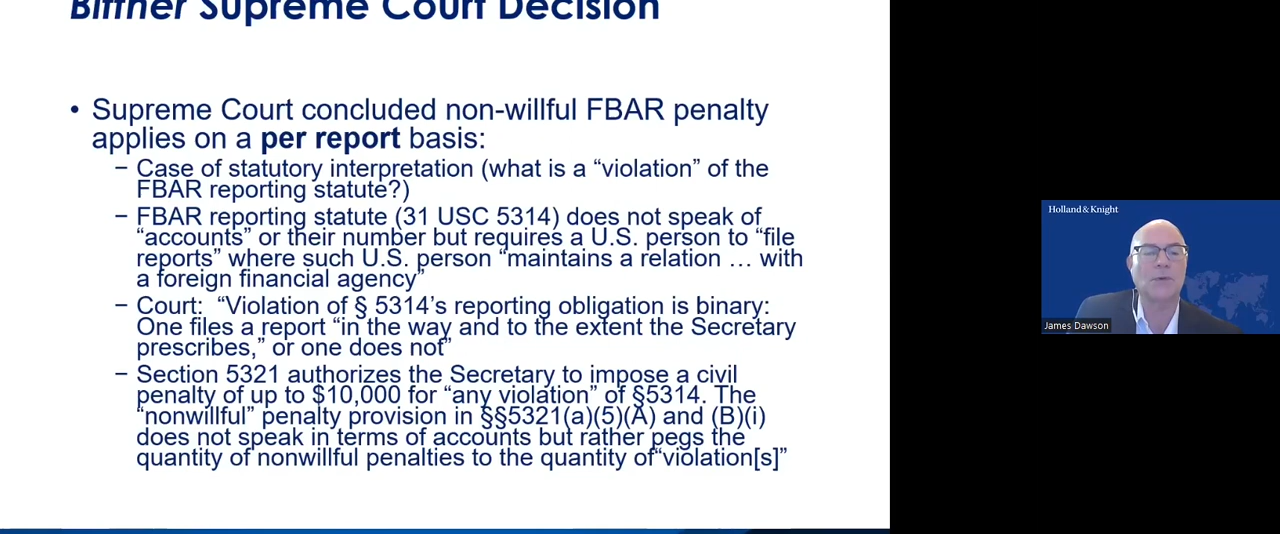 Bittner Supreme Court Decision
• Supreme Court concluded non-willful FBAR penalty
applies on a per report basis:
– Case of statutory interpretation (what is a “violation” of the
FBAR reporting statute?)
– FBAR reporting statute (31 USC 5314) does not speak of
“accounts” or their number but requires a U.S. person to “file
reports” where such U.S. person “maintains a relation … with
a foreign financial agency”
– Court:  “Violation of § 5314’s reporting obligation is binary:
One files a report “in the way and to the extent the Secretary
prescribes,” or one does not”
– Section 5321 authorizes the Secretary to impose a civil
penalty of up to $10,000 for “any violation” of §5314. The
“nonwillful” penalty provision in §§5321(a)(5)(A) and (B)(i)
does not speak in terms of accounts but rather pegs the
quantity of nonwillful penalties to the quantity of“violation[s]”
Holland & Knight
James Dawson